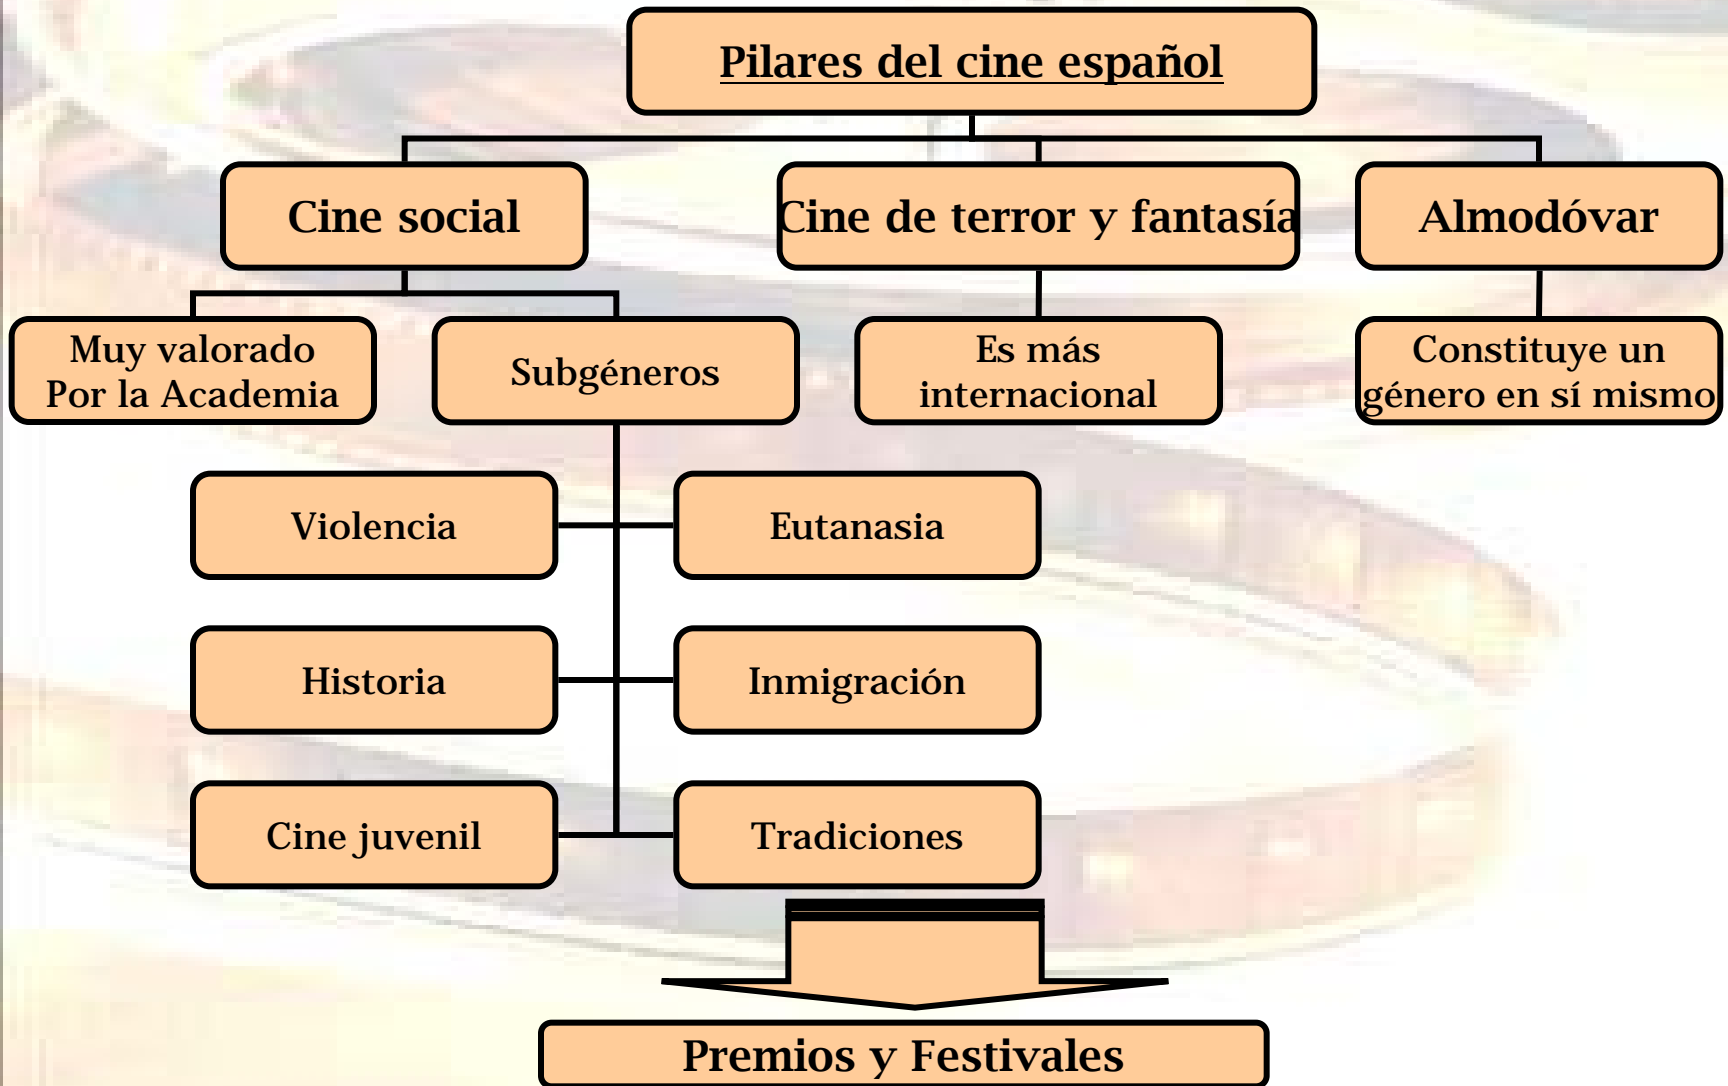 Pilares del cine español
Cine social
Cine de terror y fantasía
Almodóvar
Muy valorado
Por la Academia
Subgéneros
Es más
internacional
Constituye un
género en sí mismo
Violencia
Eutanasia
Historia
Inmigración
Cine juvenil
Tradiciones
Premios y Festivales